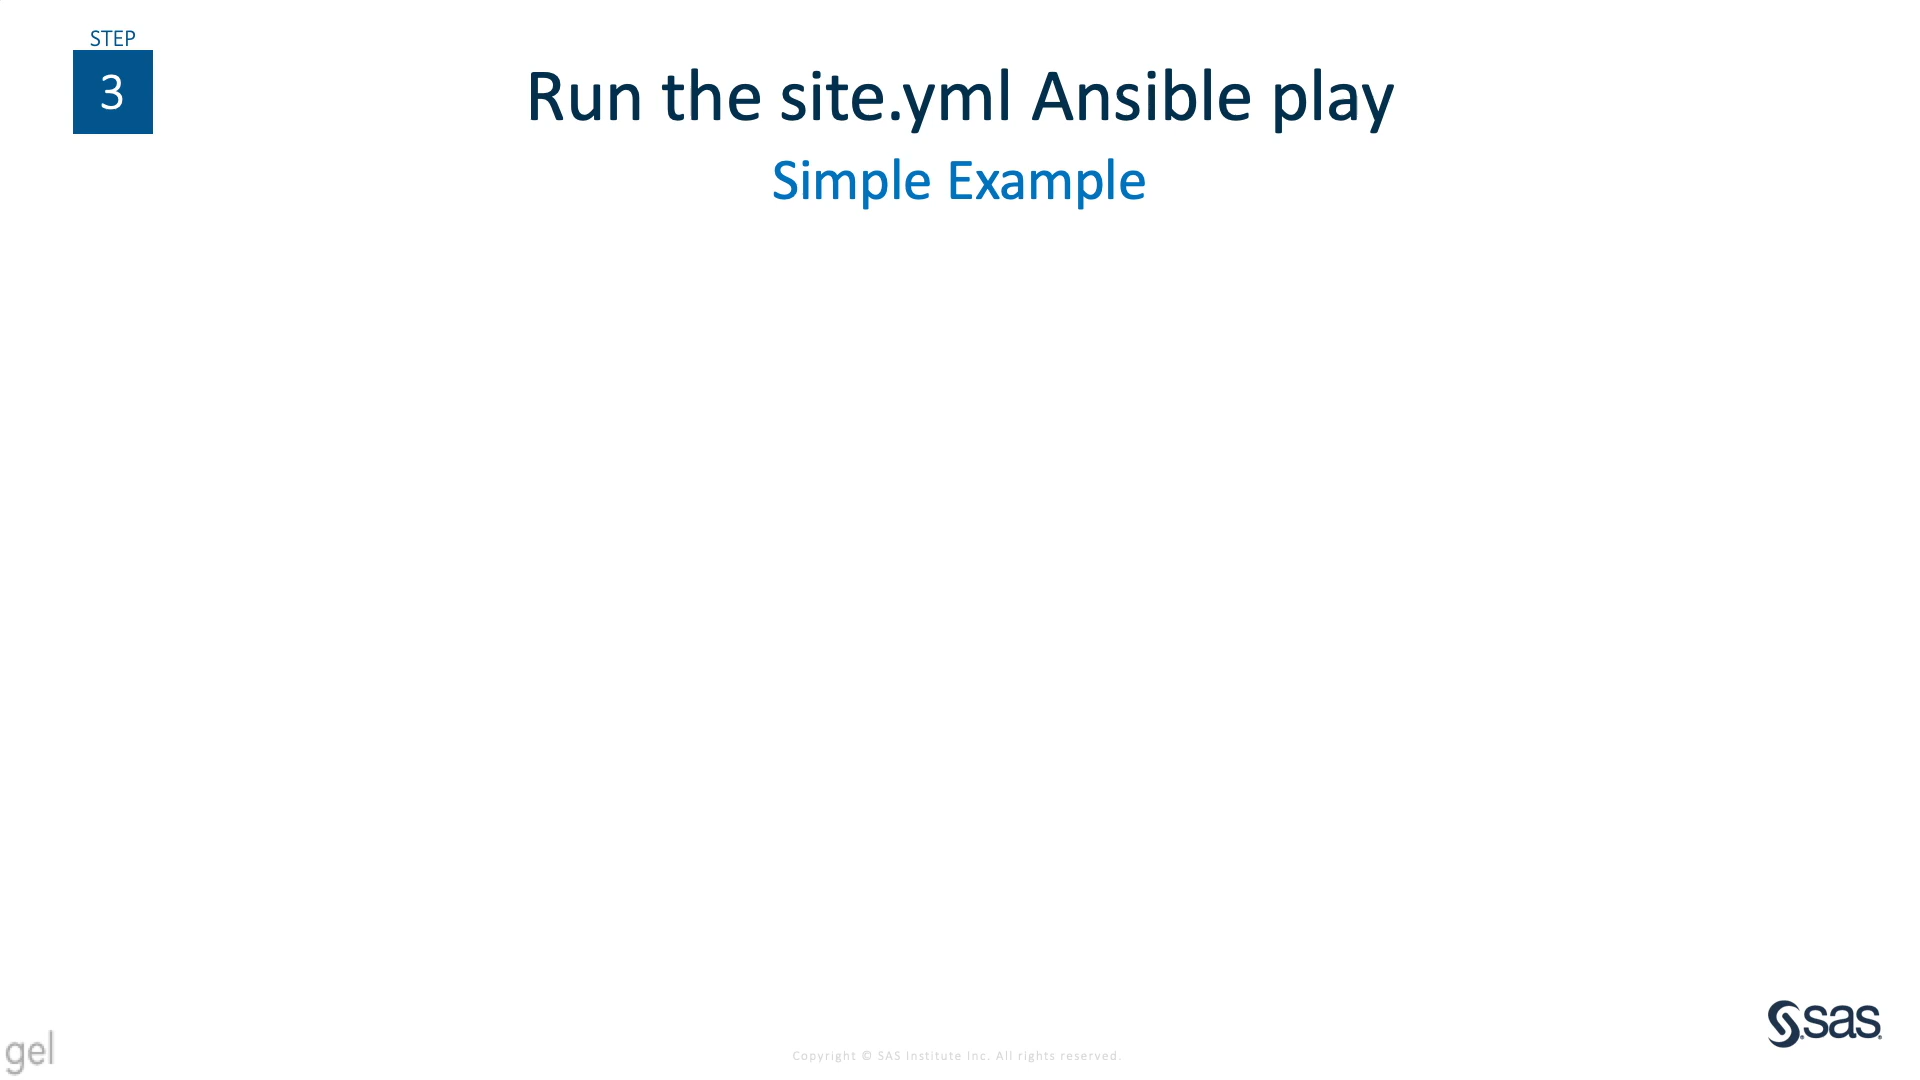 STEP
3
Run the site.yml Ansible play
Simple Example
sas
gel
Copyright © SAS Institute Inc. All rights reserved.